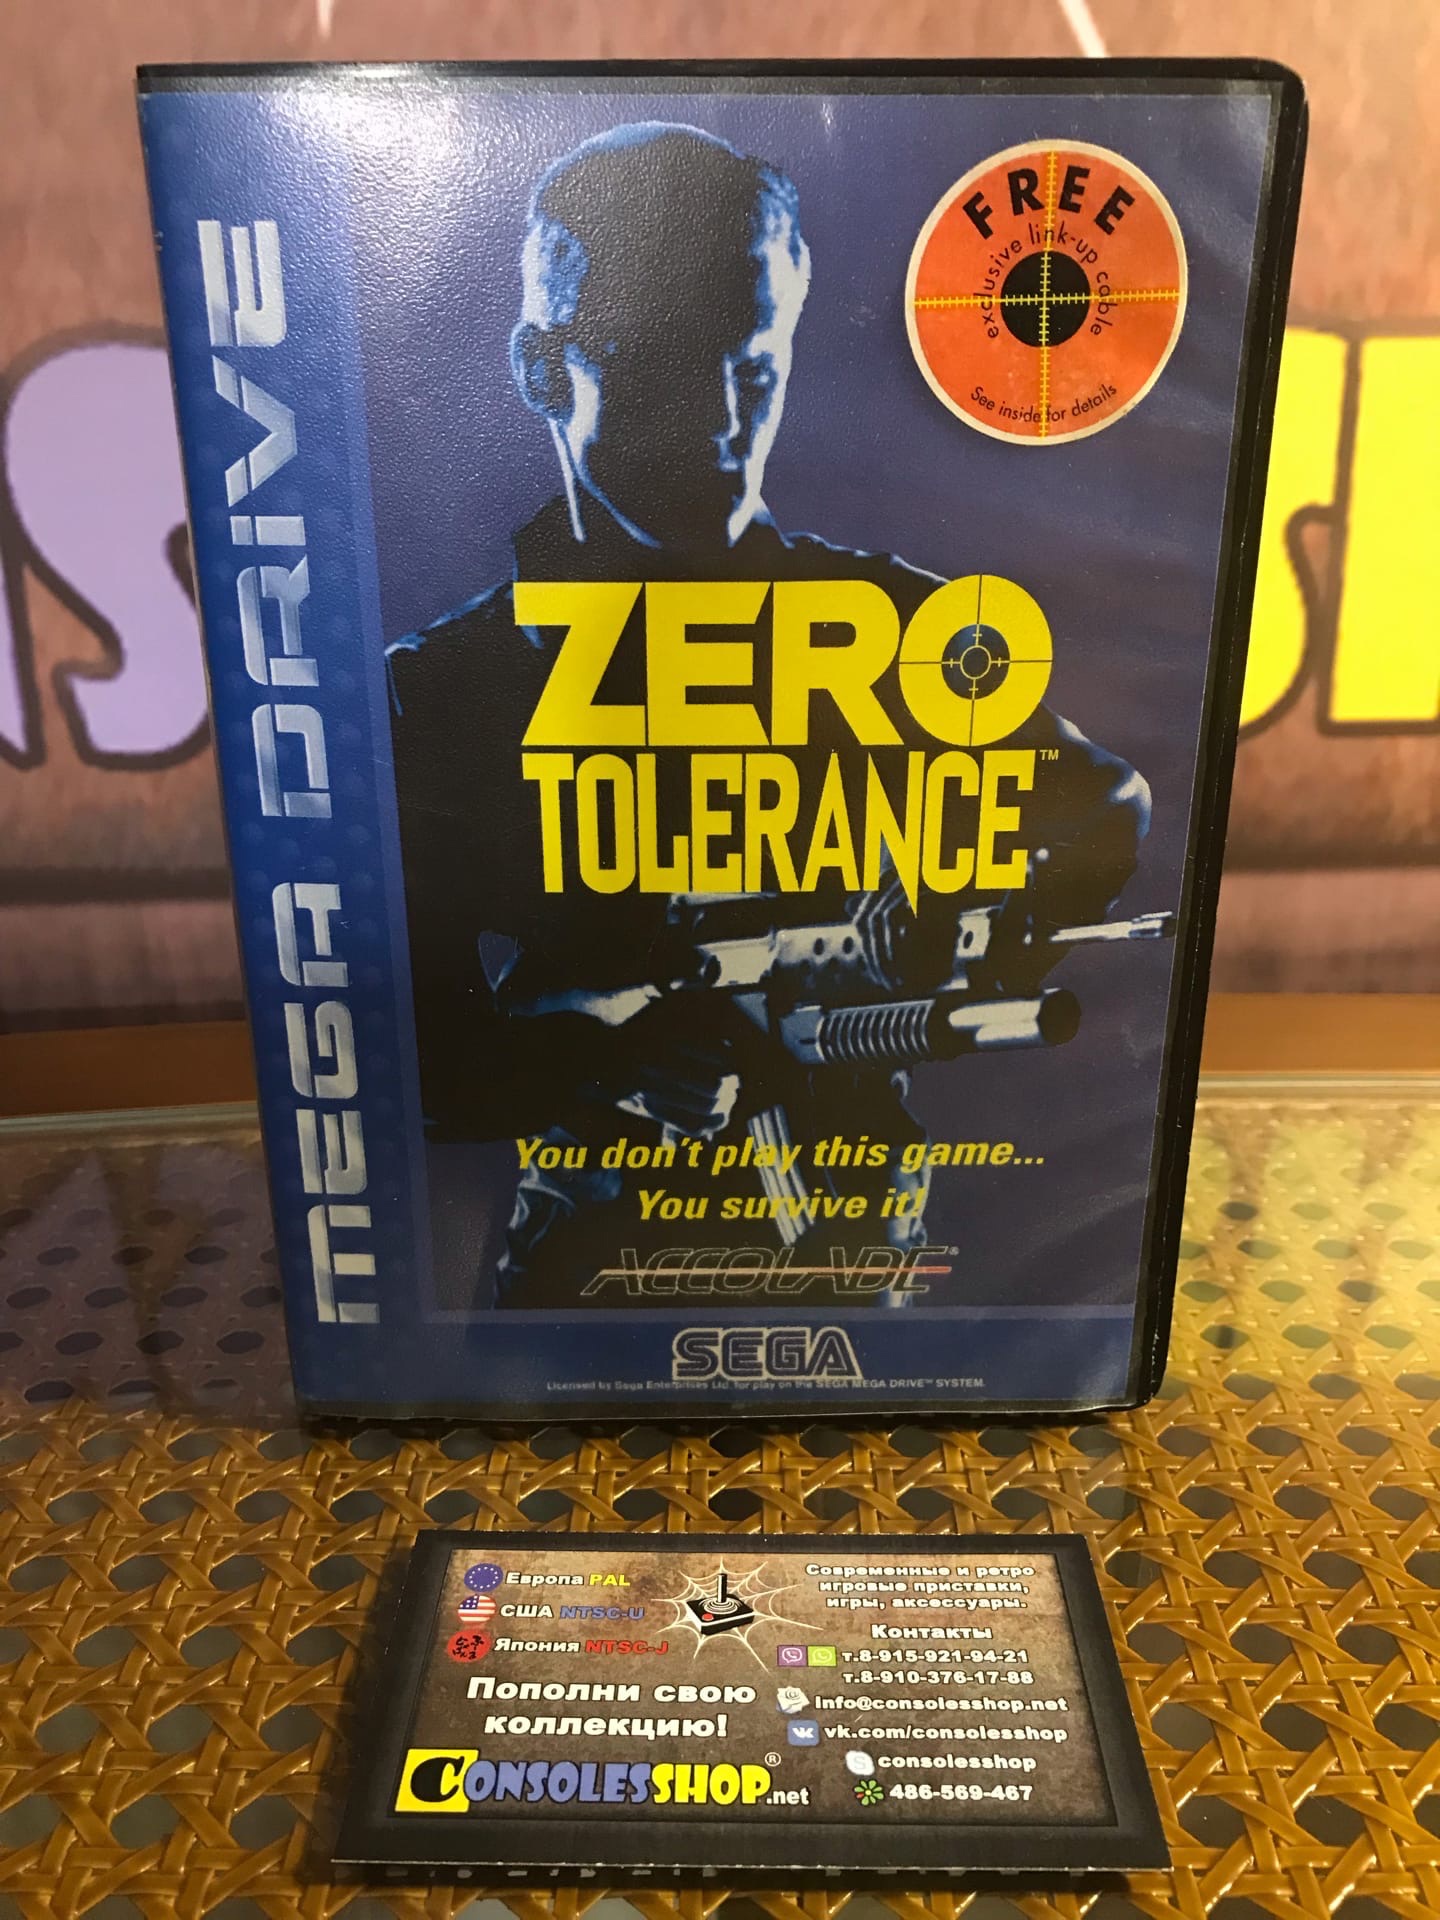 MEGA DRIVE
FREE
exclusive link-up cable
See inside for details
ZERO
TOLERANCE™
You don't play this game...
You survive it!
ACCOLADE®
SEGA
Licensed by Sega Enterprises Ltd. for play on the SEGA MEGA DRIVE™ SYSTEM.
Европа PAL
США NTSC-U
Япония NTSC-J
Пополни свою
коллекцию!
CONSOLESSHOP®.net
Современные и ретро
игровые приставки,
игры, аксессуары.
Контакты
т.8-915-921-94-21
т.8-910-376-17-88
info@consolesshop.net
vk.com/consolesshop
consolesshop
486-569-467